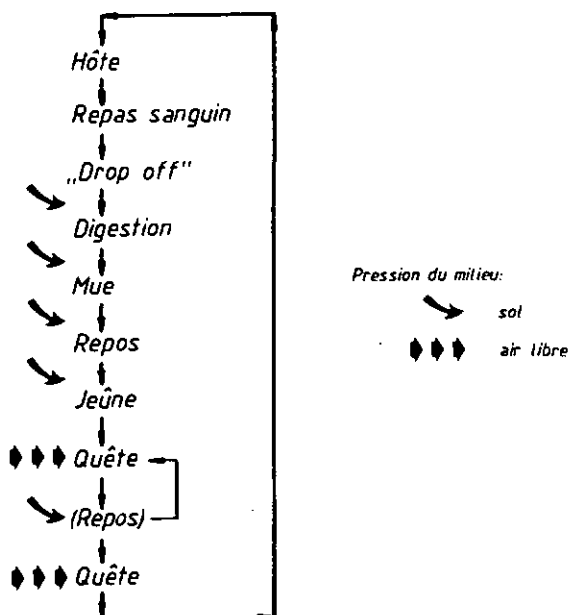 Hôte
Repas sanguin
„Drop off"
Digestion
Mue
Repos
Jeûne
Quête
(Repos)
Quête
Pression du milieu:
sol
air libre